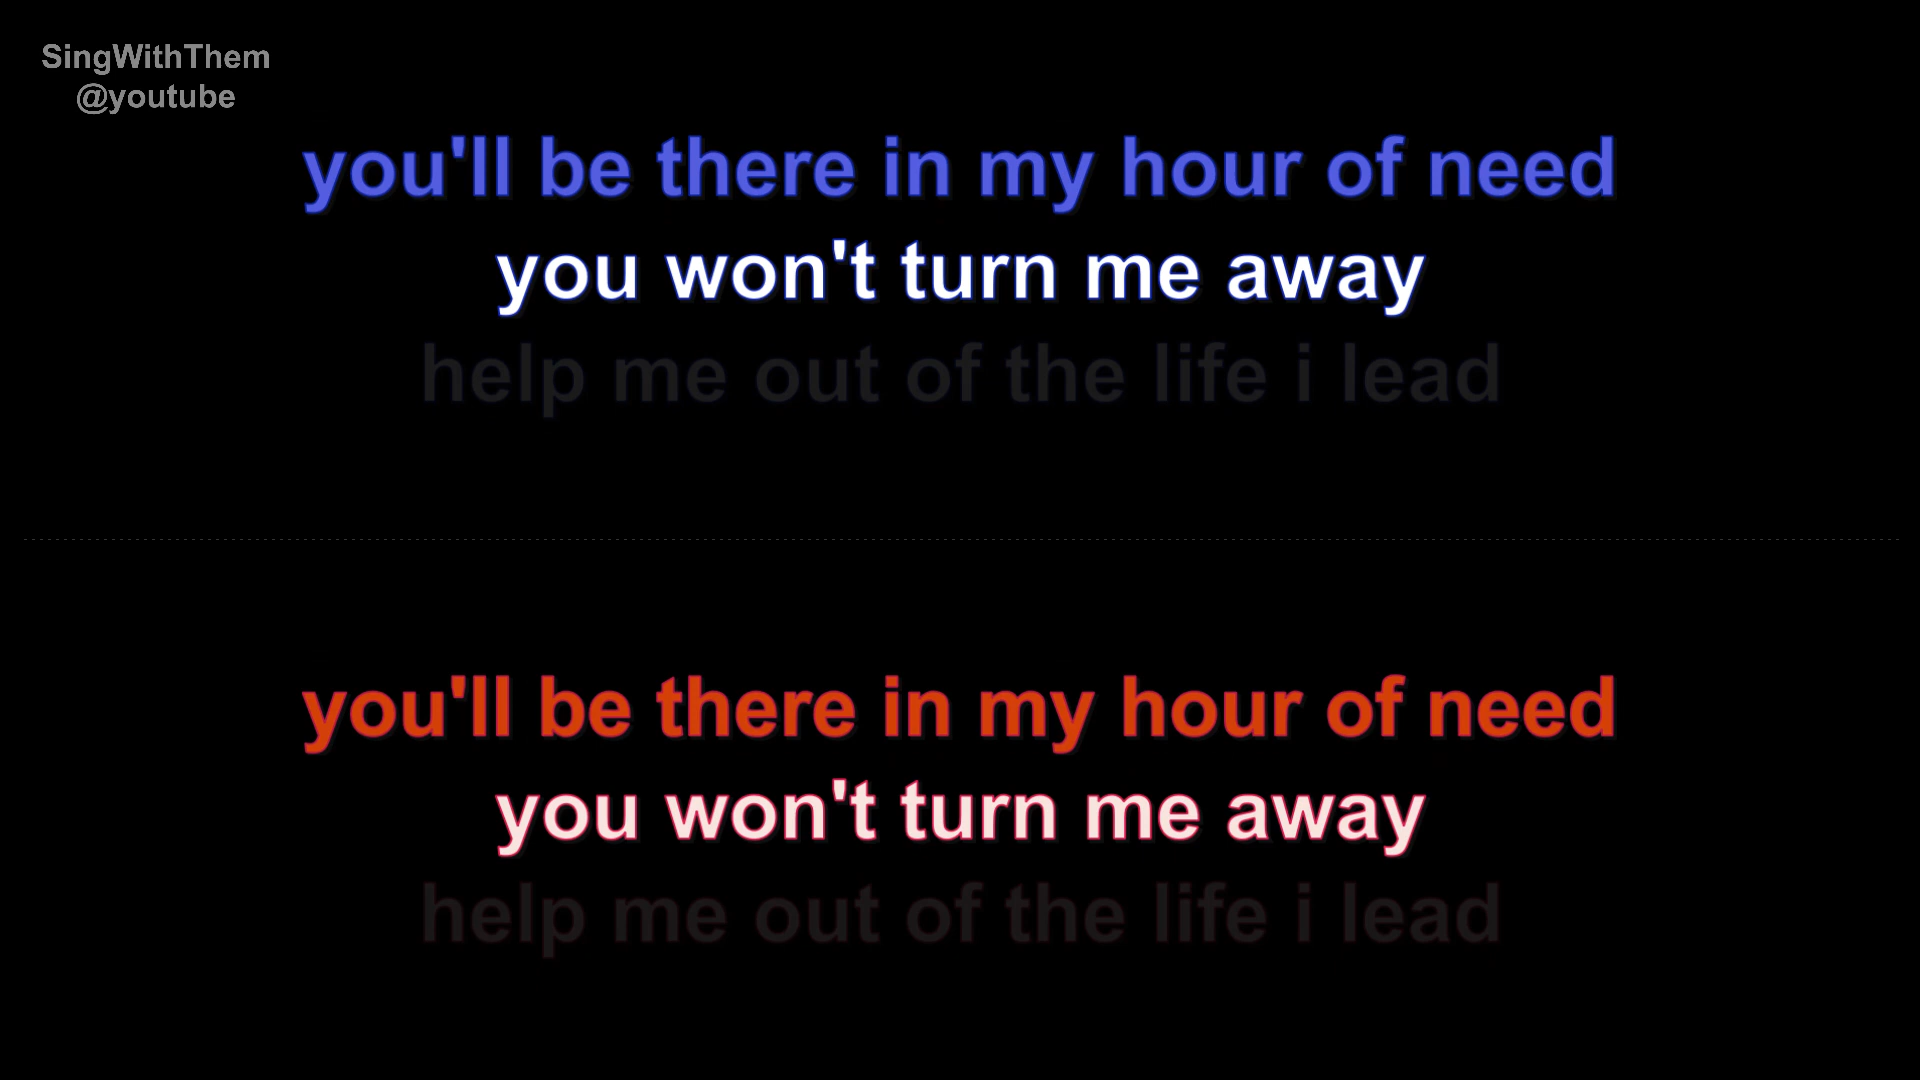 SingWithThem
@youtube
you'll be there in my hour of need
you won't turn me away
help me out of the life i lead
you'll be there in my hour of need
you won't turn me away
help me out of the life i lead